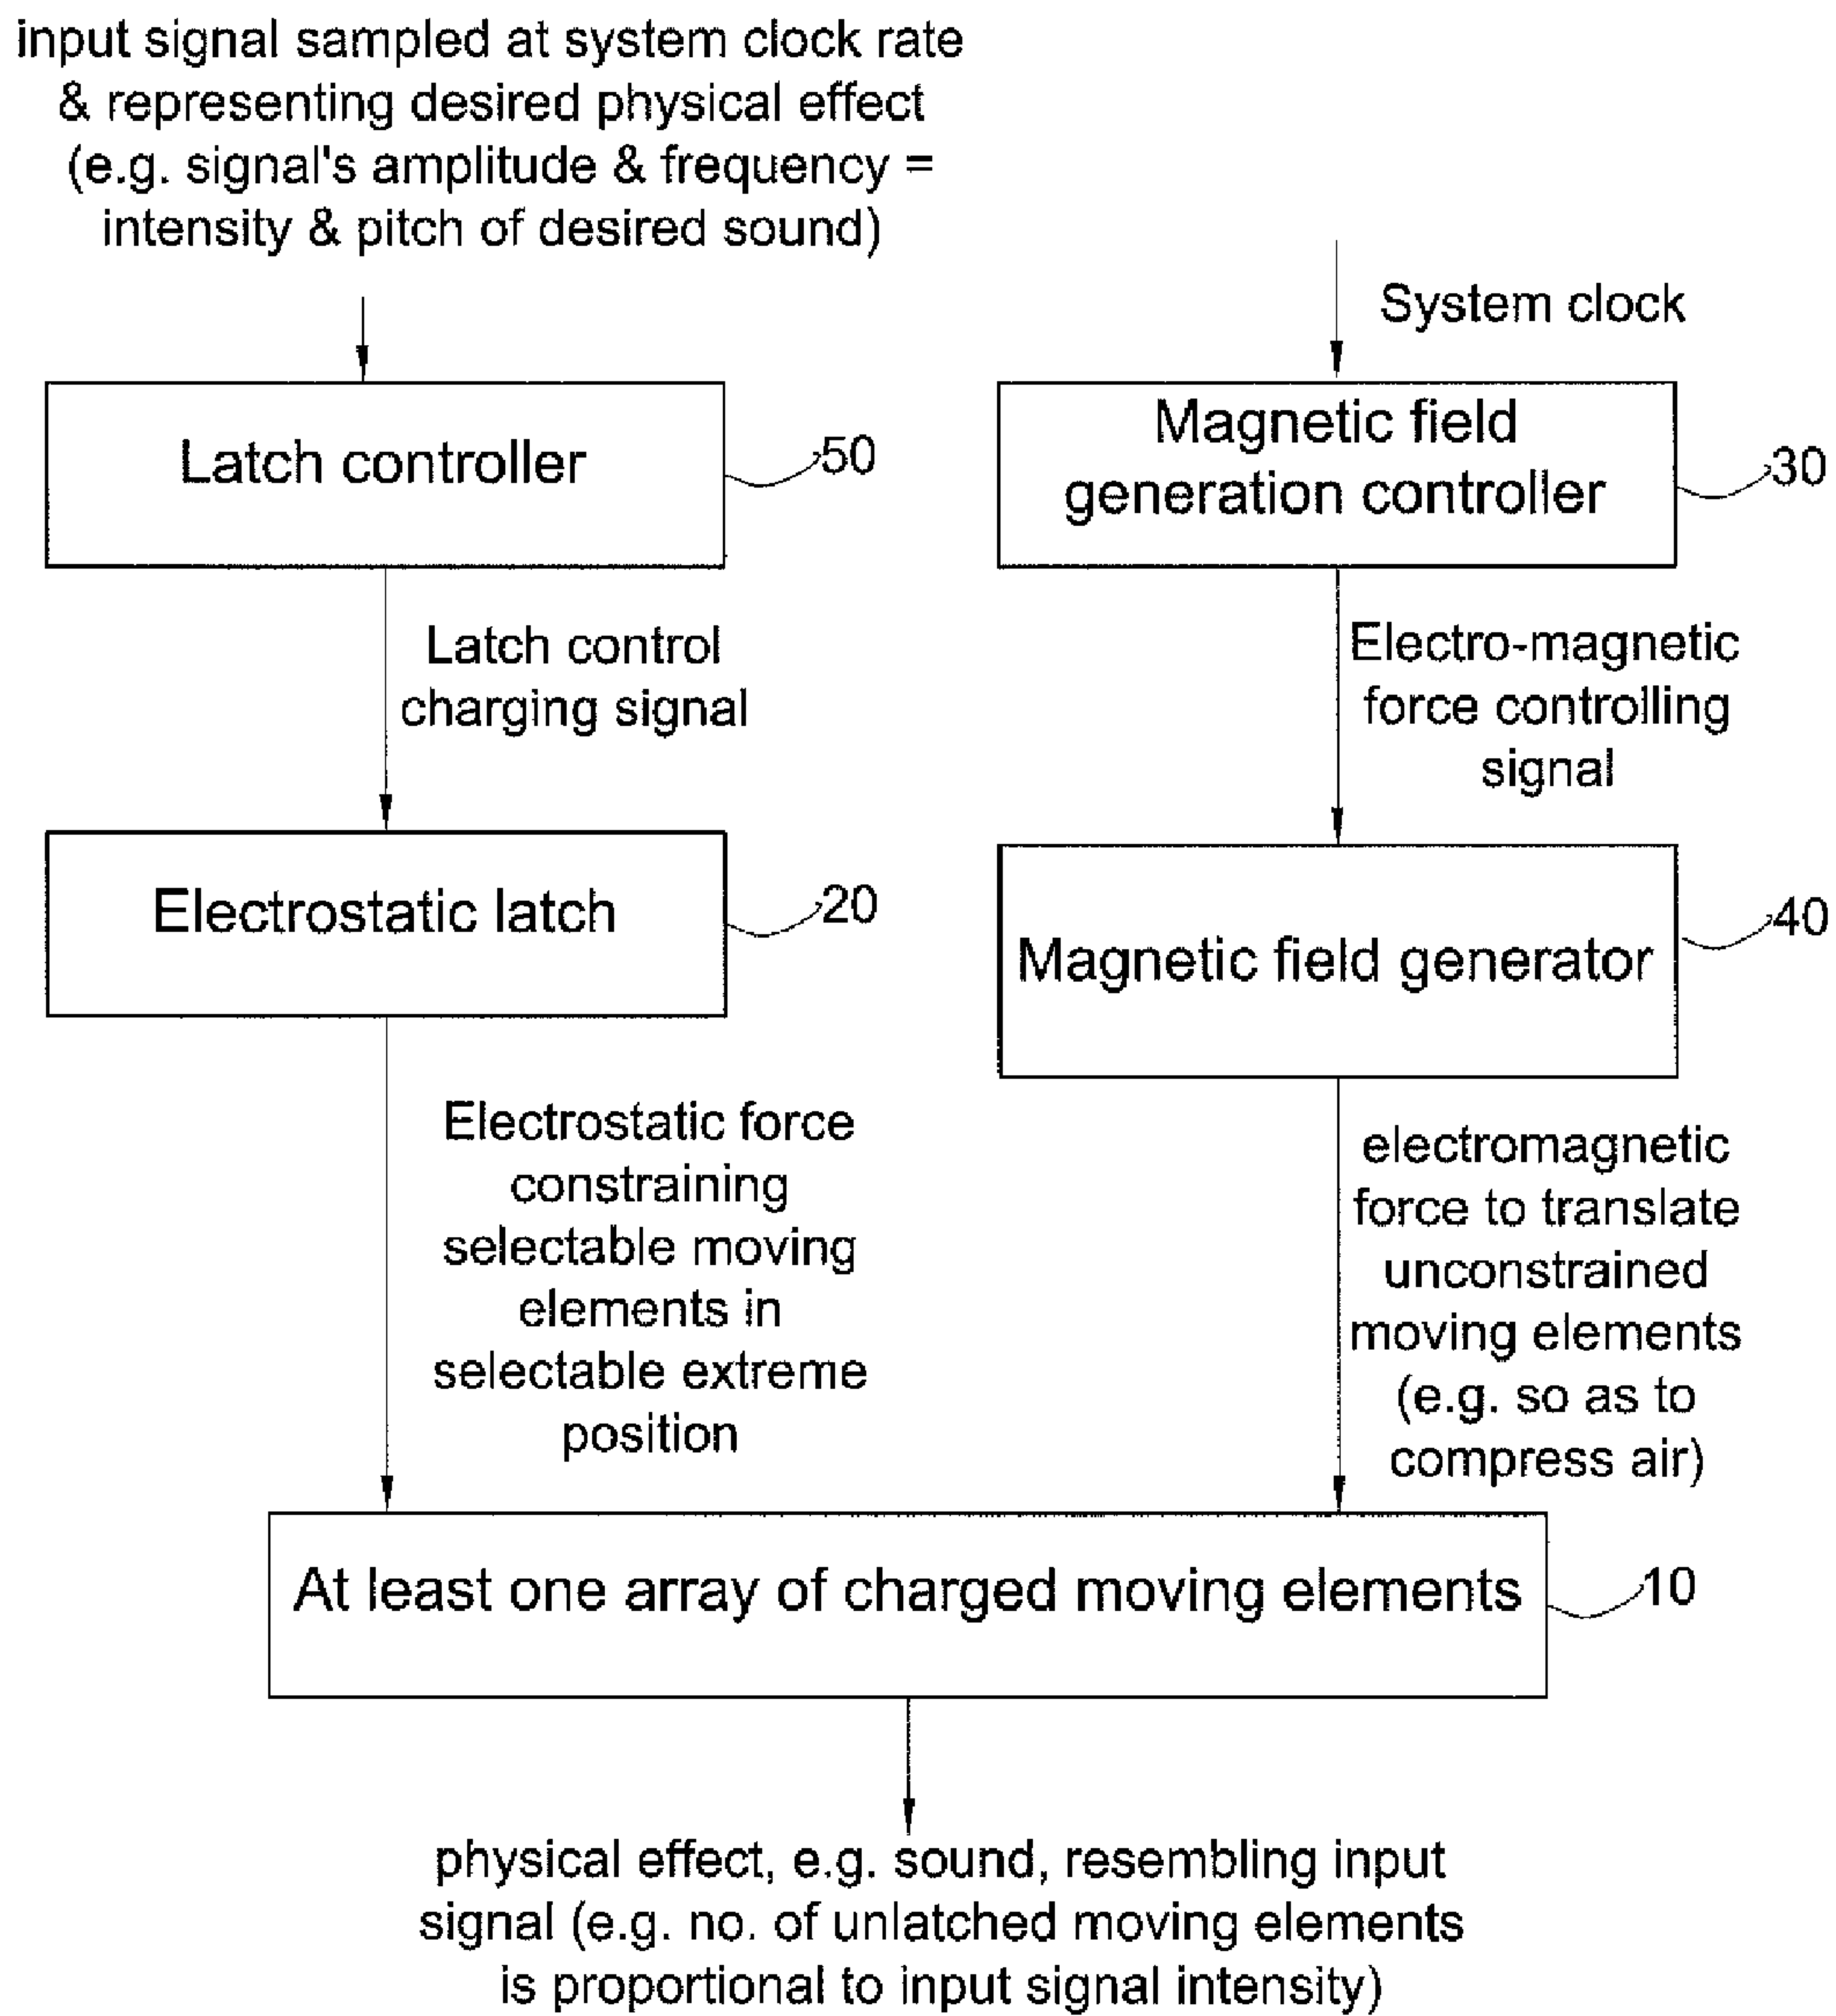 input signal sampled at system clock rate
& representing desired physical effect
(e.g. signal's amplitude & frequency =
intensity & pitch of desired sound)
System clock
Latch controller
50
Magnetic field
generation controller
30
Latch control
charging signal
Electro-magnetic
force controlling
signal
Electrostatic latch
20
Magnetic field generator
40
Electrostatic force
constraining
selectable moving
elements in
selectable extreme
position
electromagnetic
force to translate
unconstrained
moving elements
(e.g. so as to
compress air)
At least one array of charged moving elements
10
physical effect, e.g. sound, resembling input
signal (e.g. no. of unlatched moving elements
is proportional to input signal intensity)